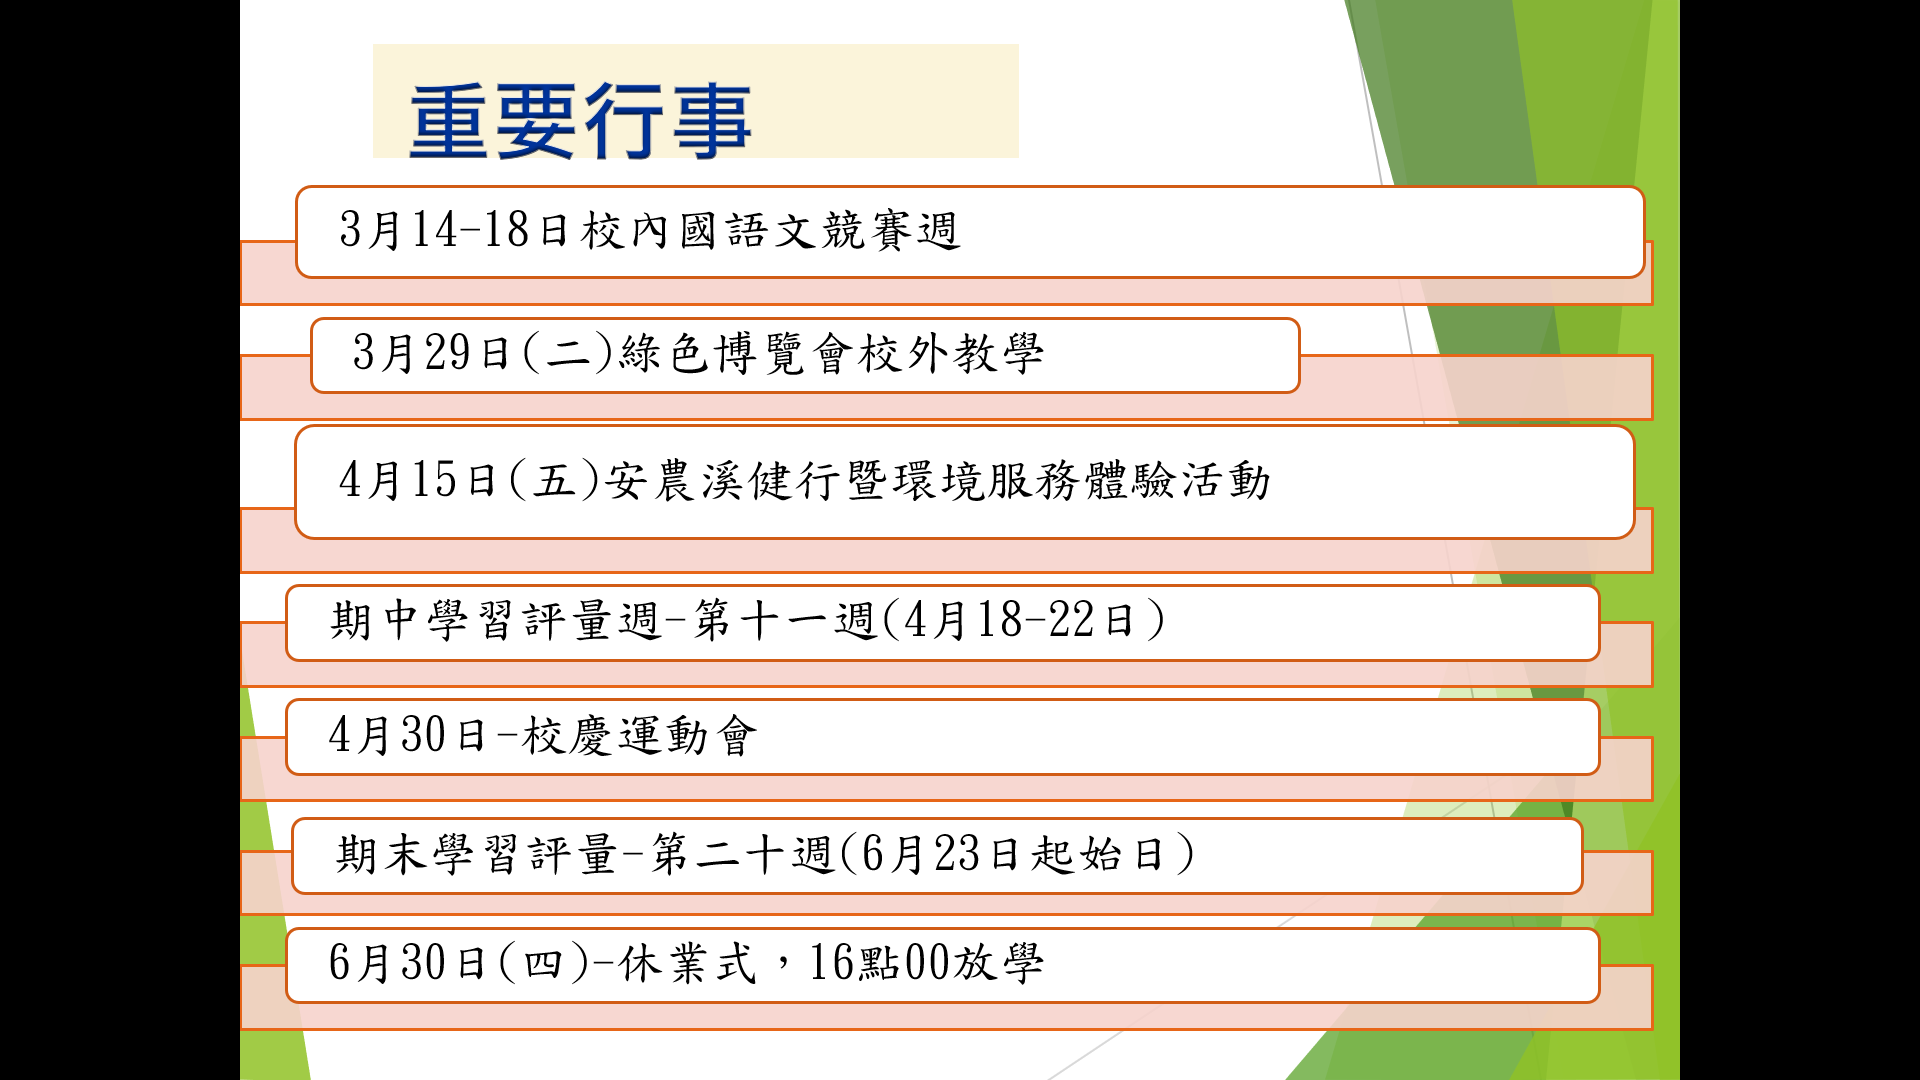 重要行事
3月14-18日校內國語文競賽週
3月29日(二)綠色博覽會校外教學
4月15日(五)安農溪健行暨環境服務體驗活動
期中學習評量週-第十一週(4月18-22日)
4月30日-校慶運動會
期末學習評量-第二十週(6月23日起始日)
6月30日(四)-休業式，16點00放學